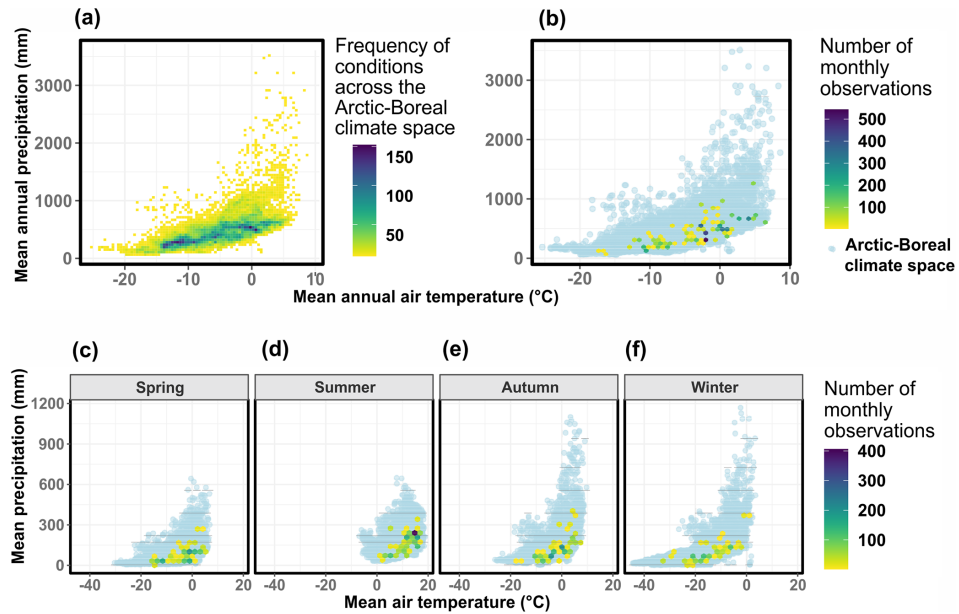 (a)
(b)
Mean annual precipitation (mm)
3000
2000
1000
0
-20
-10
0
10
Frequency of
conditions
across the
Arctic-Boreal
climate space
150
100
50
3000
2000
1000
0
-20
-10
0
10
Mean annual air temperature (°C)
Number of
monthly
observations
500
400
300
200
100
Arctic-Boreal
climate space
(c)
(d)
(e)
(f)
Spring
Summer
Autumn
Winter
Mean precipitation (mm)
1200
900
600
300
0
-40
-20
0
20
-40
-20
0
20
-40
-20
0
20
-40
-20
0
20
Mean air temperature (°C)
Number of
monthly
observations
400
300
200
100